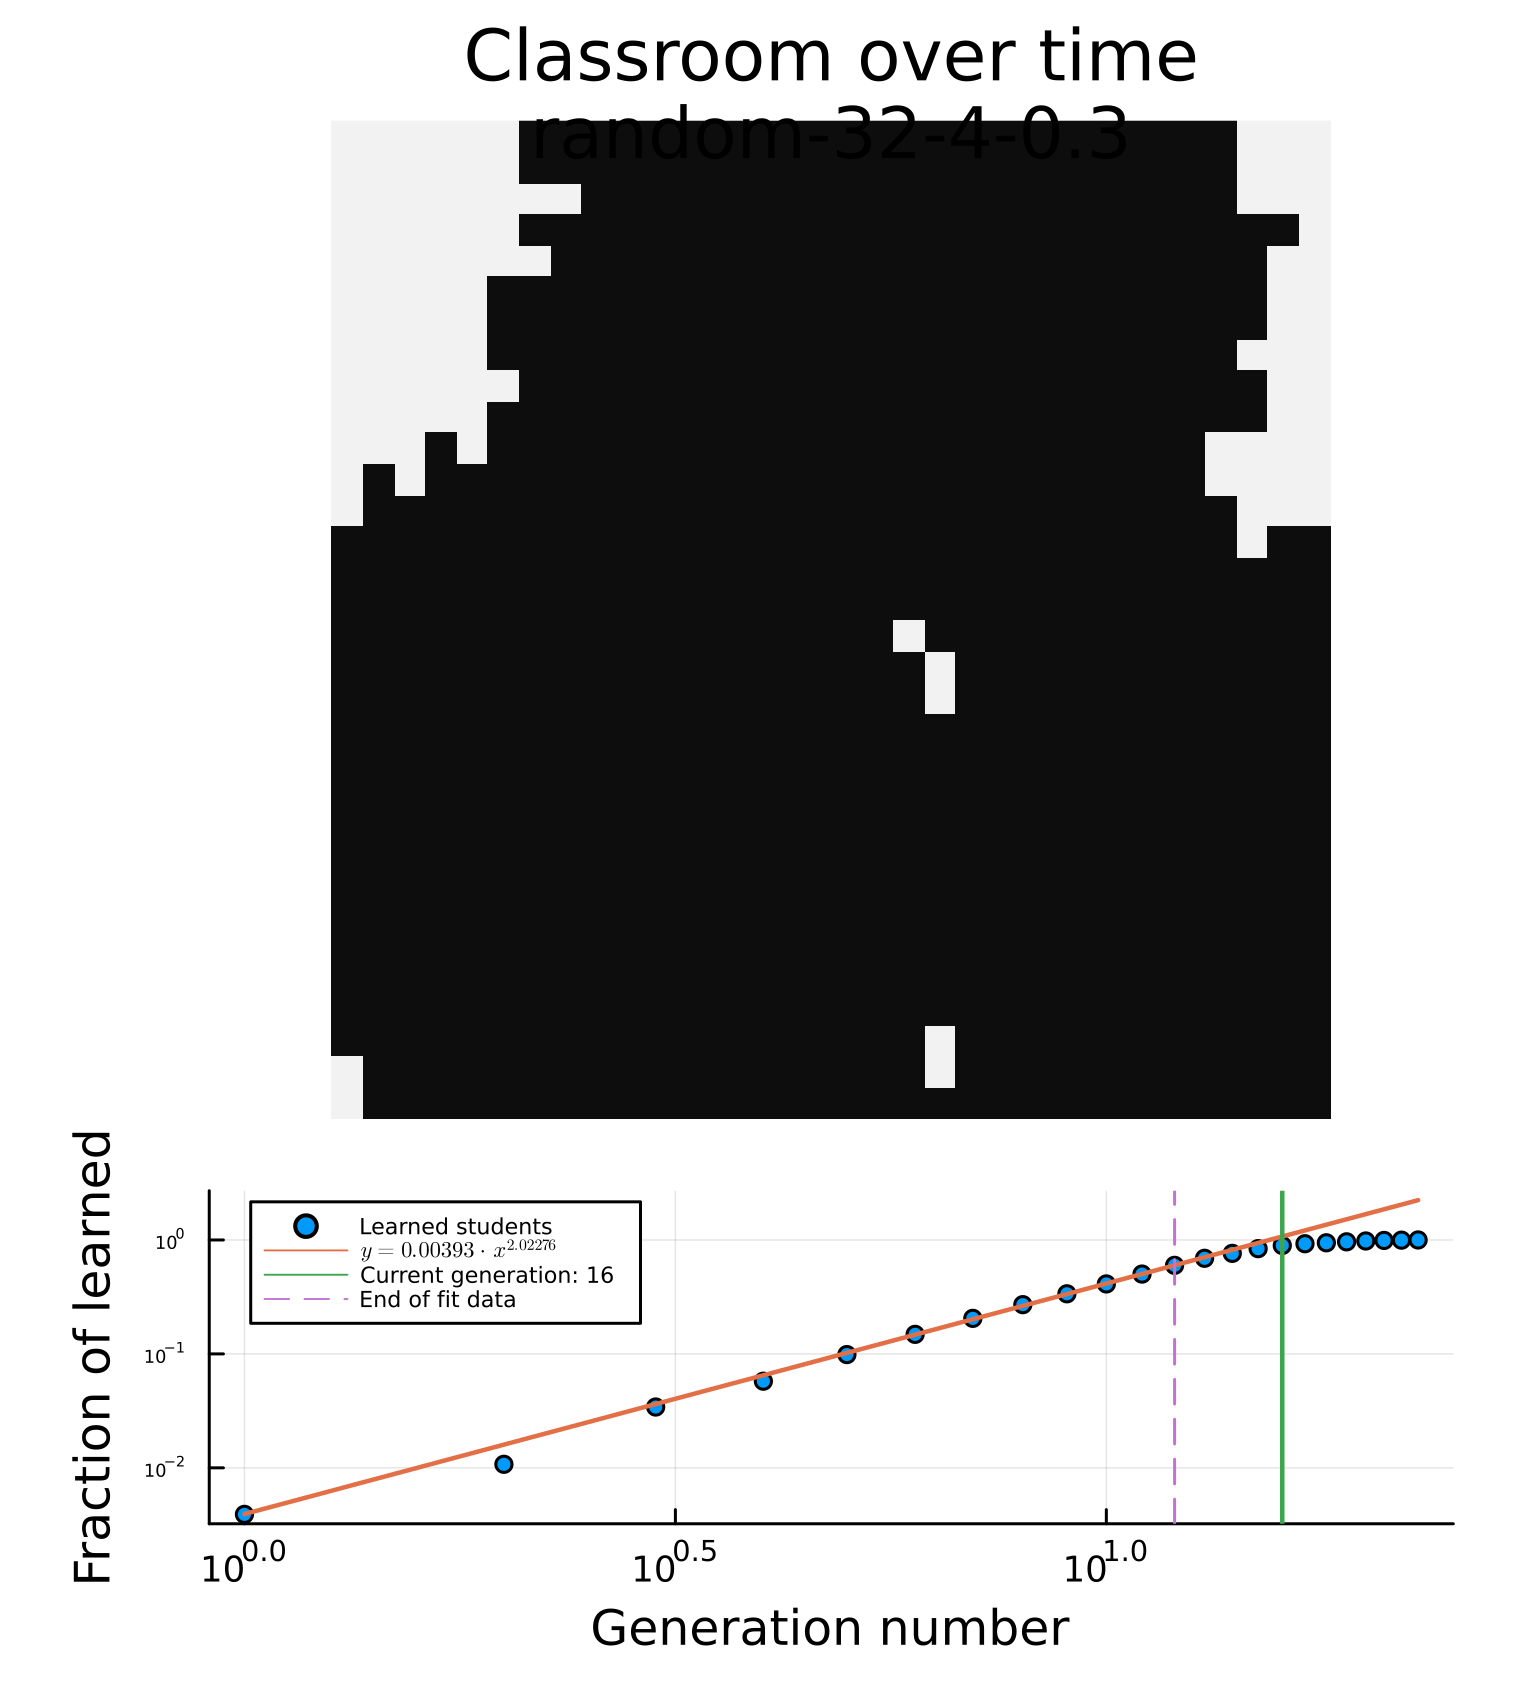 Classroom over time
random-32-4-0.3
Fraction of learned
10⁰
10⁻¹
10⁻²
Learned students
y = 0.00393 · x^2.02276
Current generation: 16
End of fit data
10^0.0
10^0.5
10^1.0
Generation number